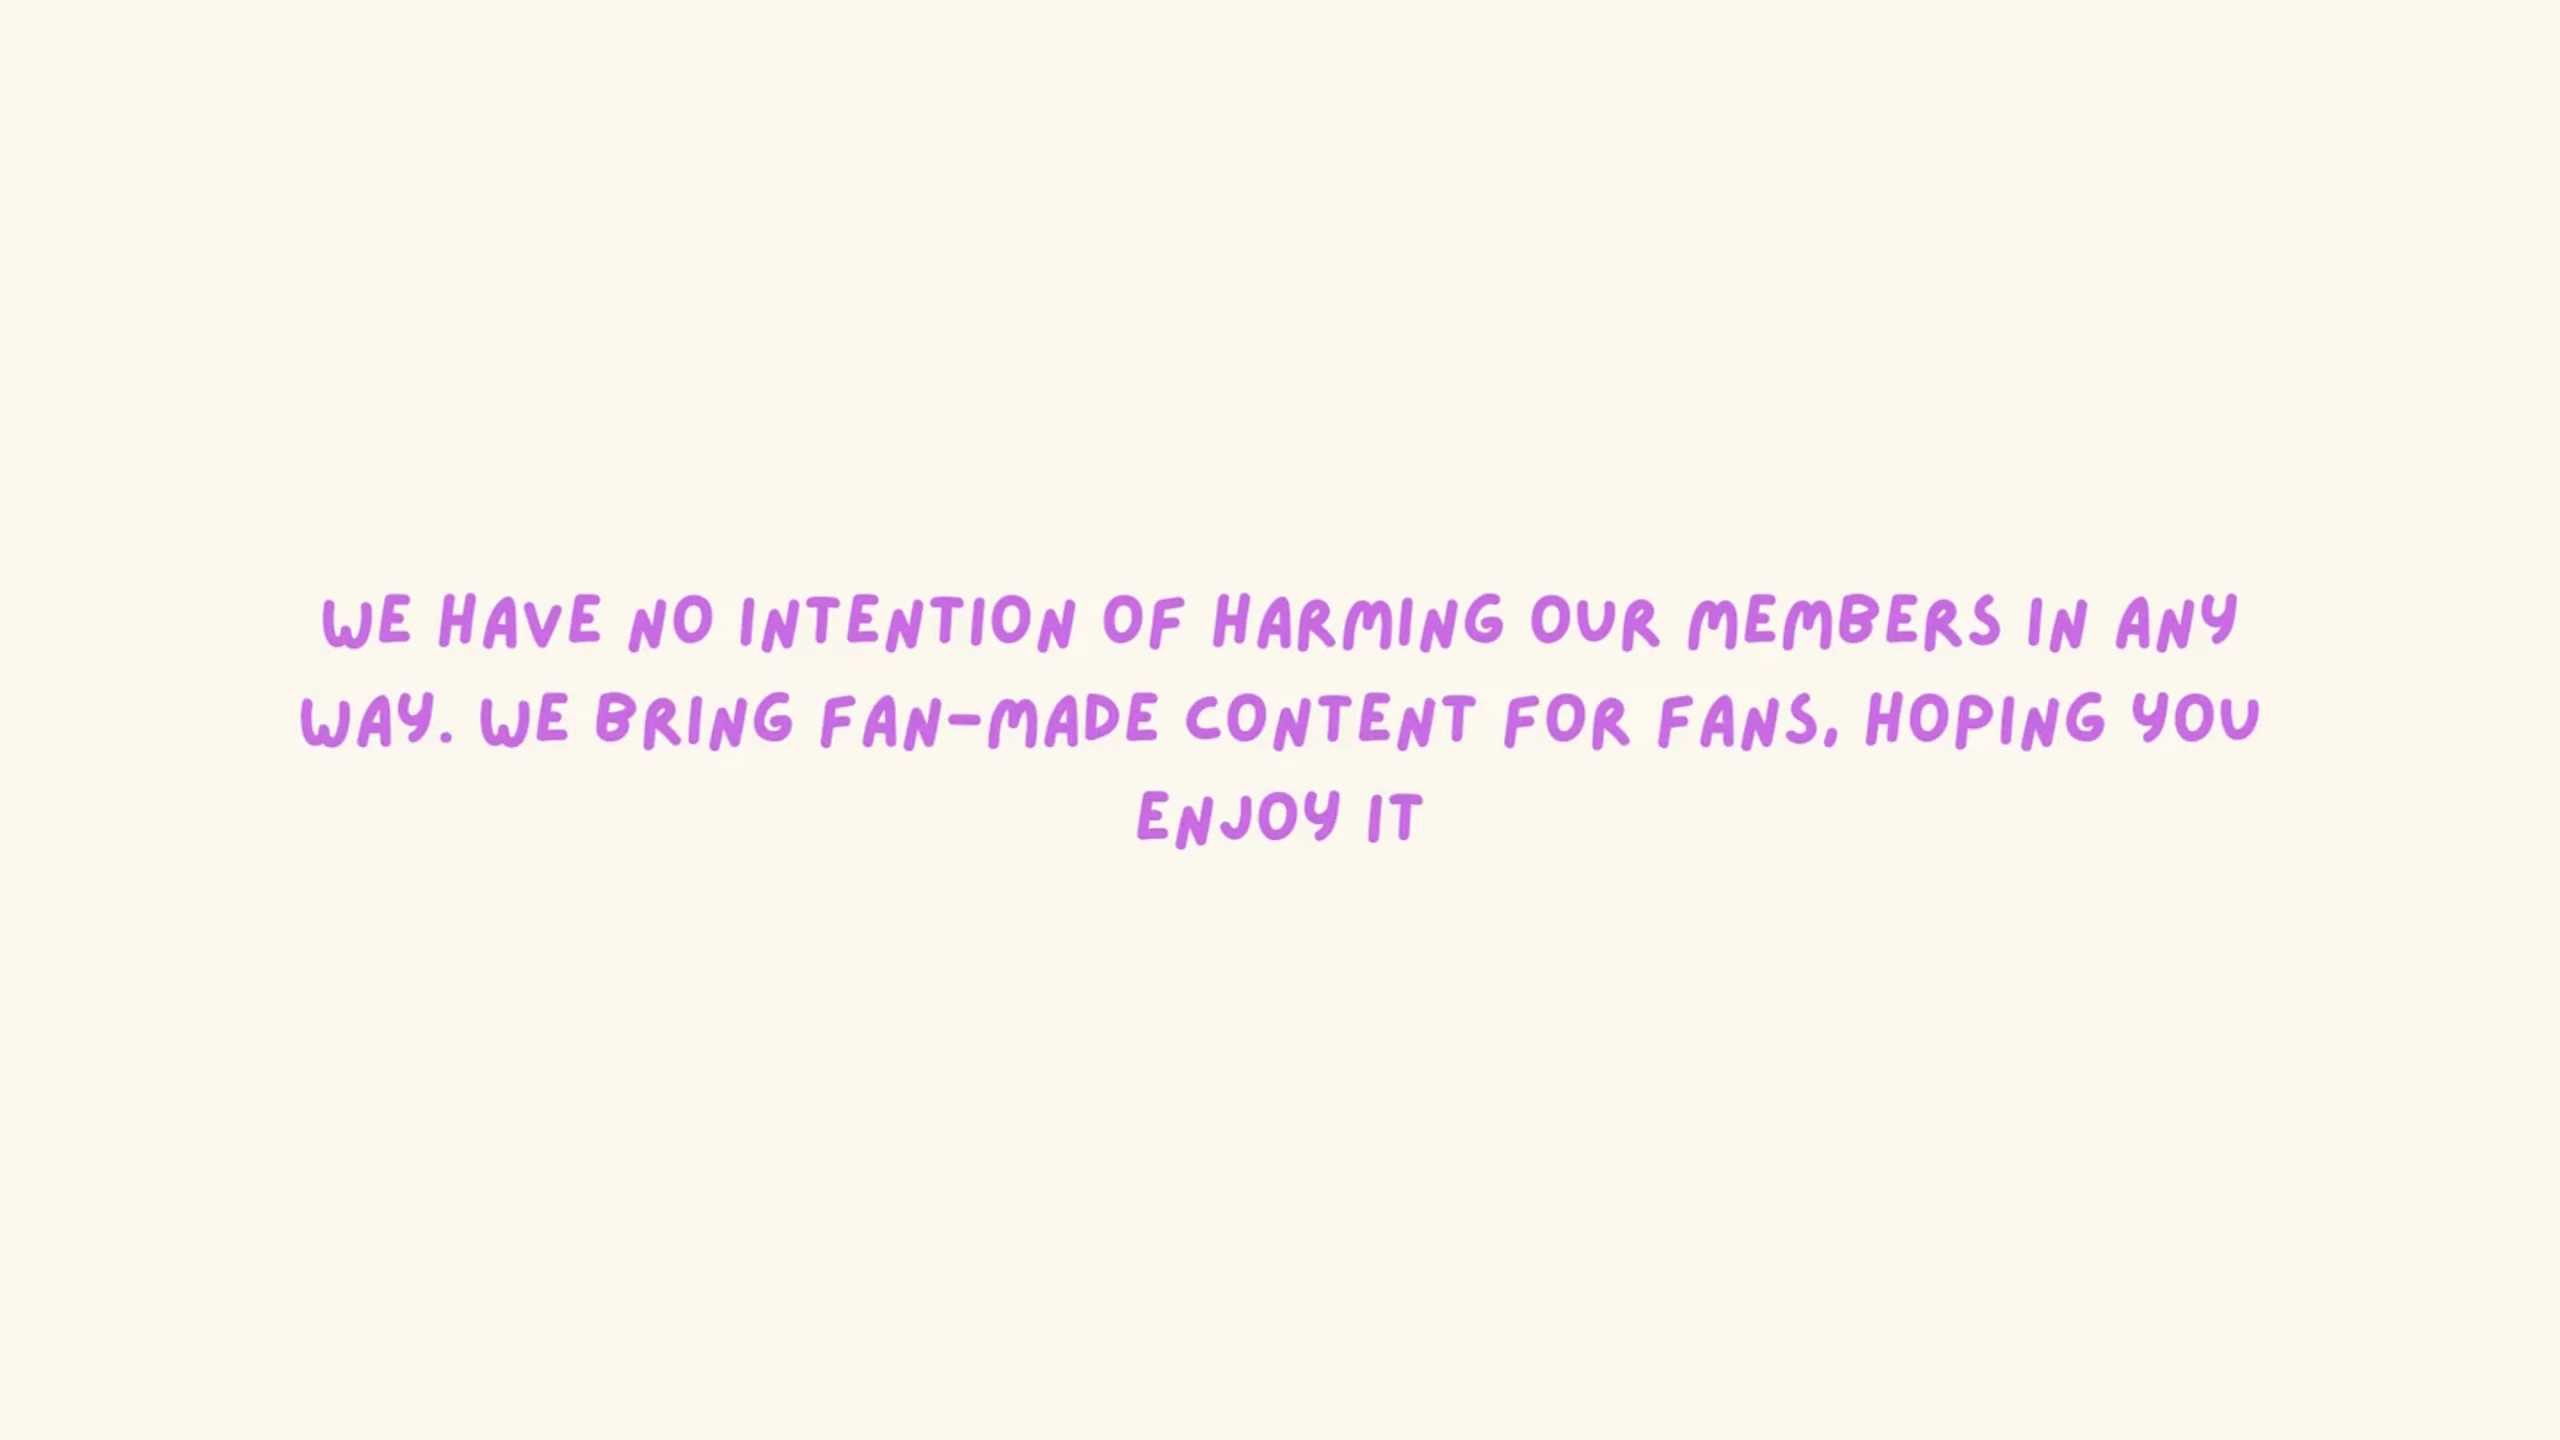 WE HAVE NO INTENTION OF HARMING OUR MEMBERS IN ANY
WAY. WE BRING FAN-MADE CONTENT FOR FANS, HOPING YOU
ENJOY IT